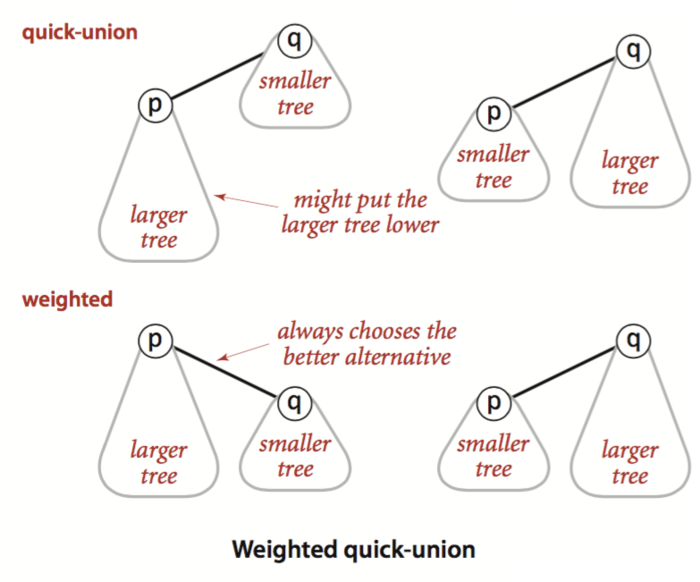 quick-union
q
smaller
tree
p
larger
tree
might put the
larger tree lower
q
p
smaller
tree
larger
tree
weighted
p
always chooses the
better alternative
q
larger
tree
smaller
tree
q
p
smaller
tree
larger
tree
Weighted quick-union